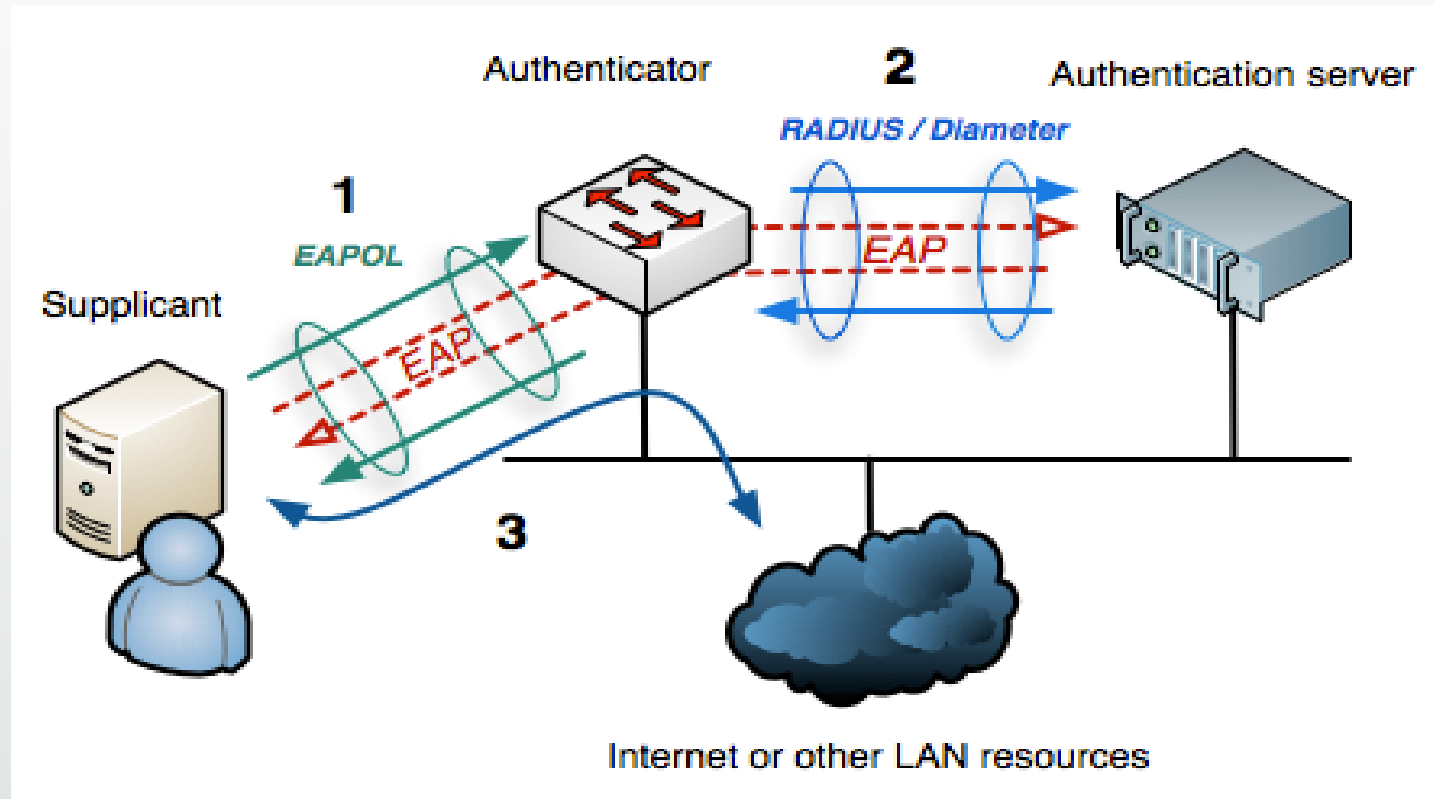 Authenticator
2
Authentication server
RADIUS / Diameter
1
EAPOL
EAP
Supplicant
EAP
3
Internet or other LAN resources